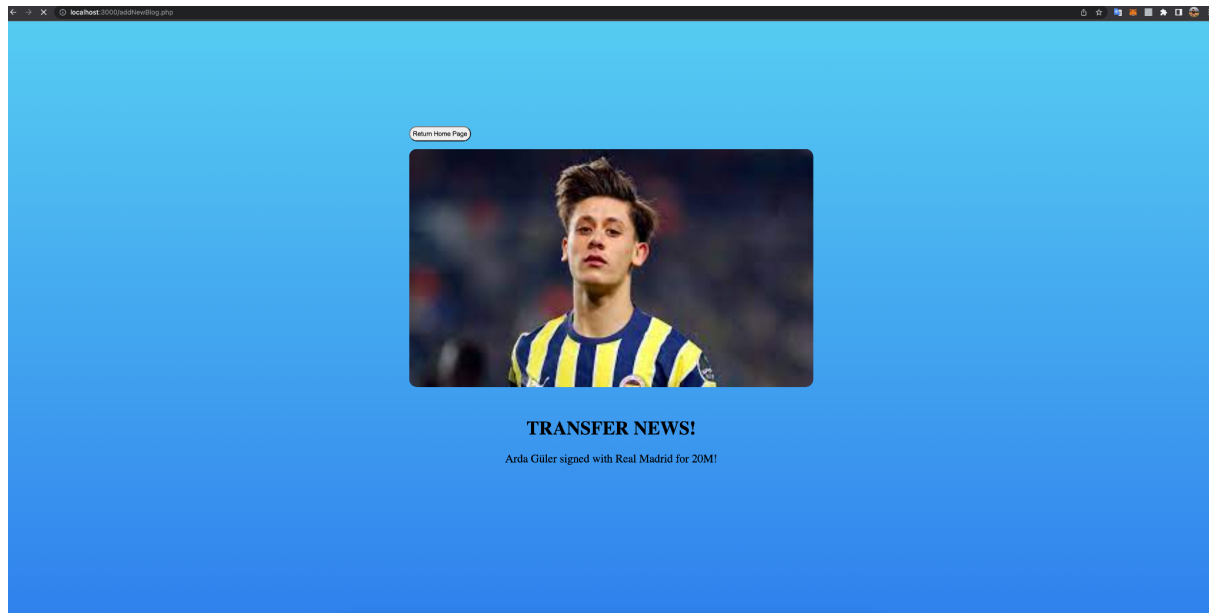 localhost:3000/addNewBlog.php
Return Home Page
TRANSFER NEWS!
Arda Güler signed with Real Madrid for 20M!